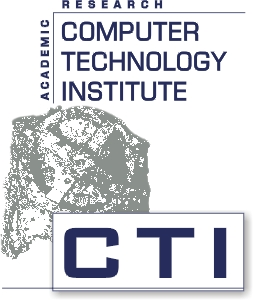 RESEARCH
ACADEMIC
COMPUTER
TECHNOLOGY
INSTITUTE
CTI